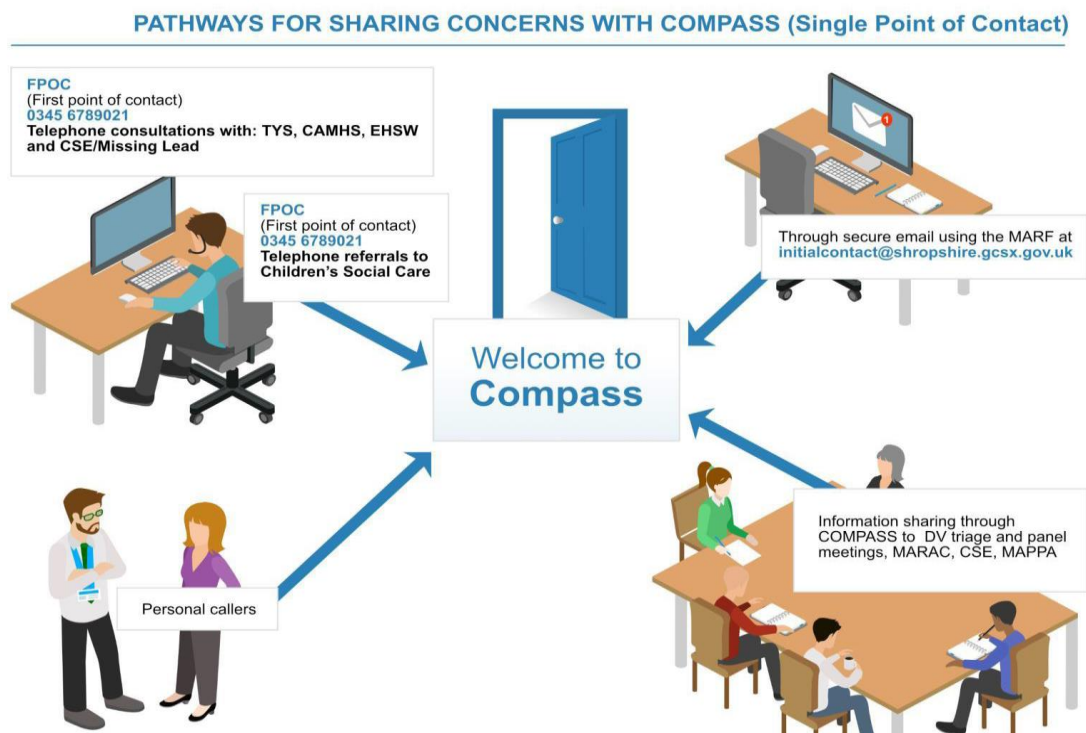 PATHWAYS FOR SHARING CONCERNS WITH COMPASS (Single Point of Contact)
FPOC
(First point of contact)
0345 6789021
Telephone consultations with: TYS, CAMHS, EHSW
and CSE/Missing Lead
FPOC
(First point of contact)
0345 6789021
Telephone referrals to
Children's Social Care
1
Through secure email using the MARF at
initialcontact@shropshire.gcsx.gov.uk
Welcome to
Compass
Personal callers
Information sharing through
COMPASS to DV triage and panel
meetings, MARAC, CSE, MAPPA